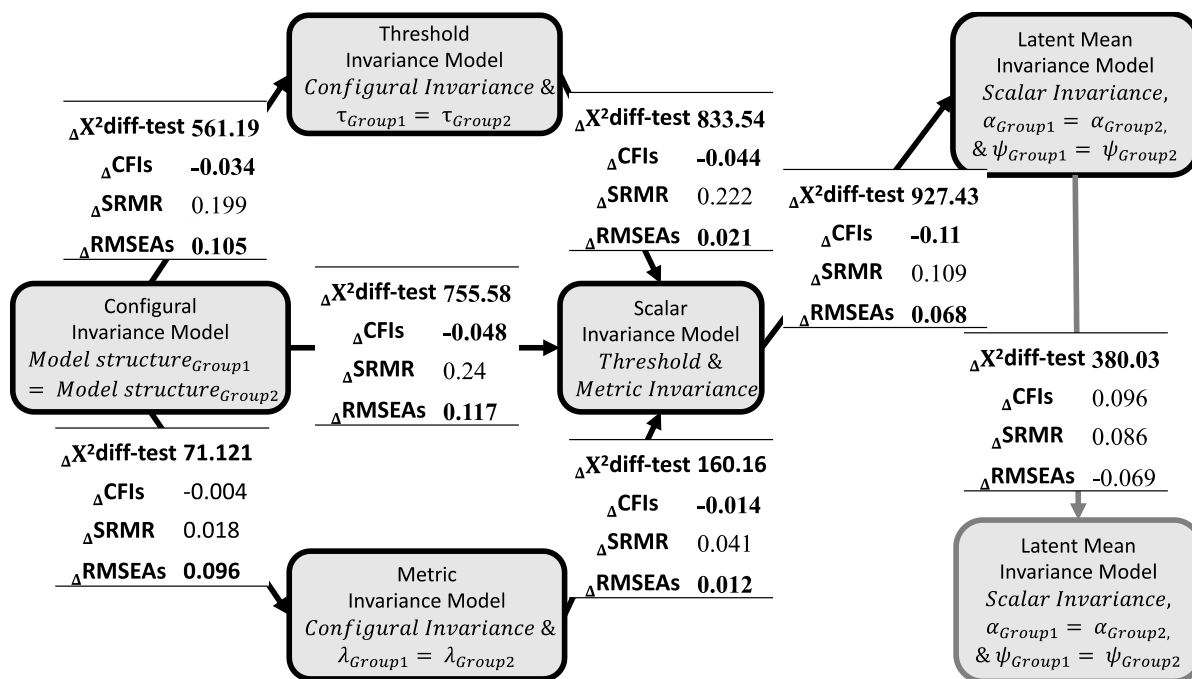 Threshold
Invariance Model
Configural Invariance &
τGroup1 = τGroup2
Latent Mean
Invariance Model
Scalar Invariance,
αGroup1 = αGroup2,
& ψGroup1 = ψGroup2
ΔX²diff-test 561.19
ΔCFIs -0.034
ΔSRMR 0.199
ΔRMSEAs 0.105
ΔX²diff-test 833.54
ΔCFIs -0.044
ΔSRMR 0.222
ΔRMSEAs 0.021
ΔX²diff-test 927.43
ΔCFIs -0.11
ΔSRMR 0.109
ΔRMSEAs 0.068
Configural
Invariance Model
Model structureGroup1
= Model structureGroup2
ΔX²diff-test 755.58
ΔCFIs -0.048
ΔSRMR 0.24
ΔRMSEAs 0.117
Scalar
Invariance Model
Threshold &
Metric Invariance
ΔX²diff-test 380.03
ΔCFIs 0.096
ΔSRMR 0.086
ΔRMSEAs -0.069
ΔX²diff-test 71.121
ΔCFIs -0.004
ΔSRMR 0.018
ΔRMSEAs 0.096
ΔX²diff-test 160.16
ΔCFIs -0.014
ΔSRMR 0.041
ΔRMSEAs 0.012
Metric
Invariance Model
Configural Invariance &
λGroup1 = λGroup2
Latent Mean
Invariance Model
Scalar Invariance,
αGroup1 = αGroup2,
& ψGroup1 = ψGroup2